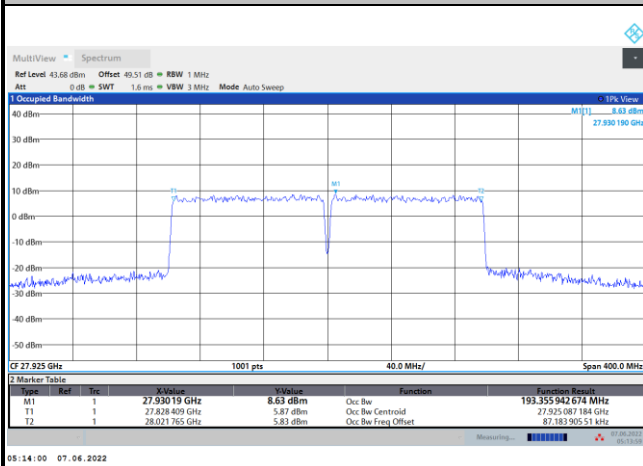 MultiView Spectrum
Ref Level 43.68 dBm Offset 49.51 dB RBW 1 MHz
Att 0 dB SWT 1.6 ms VBW 3 MHz Mode Auto Sweep
1 Occupied Bandwidth 1Pk View
M1[1] 8.63 dBm
27.930 190 GHz
40 dBm
30 dBm
20 dBm
M1
T1 T2
10 dBm
0 dBm
-10 dBm
-20 dBm
-30 dBm
-40 dBm
-50 dBm
CF 27.925 GHz 1001 pts 40.0 MHz/ Span 400.0 MHz
2 Marker Table
Type Ref Trc X-Value Y-Value Function Function Result
M1 1 27.930 19 GHz 8.63 dBm Occ Bw 193.355 942 674 MHz
T1 1 27.828 409 GHz 5.87 dBm Occ Bw Centroid 27.925 087 184 GHz
T2 1 28.021 765 GHz 5.83 dBm Occ Bw Freq Offset 87.183 905 51 kHz
Measuring... 07.06.2022
05:13:59
05:14:00 07.06.2022